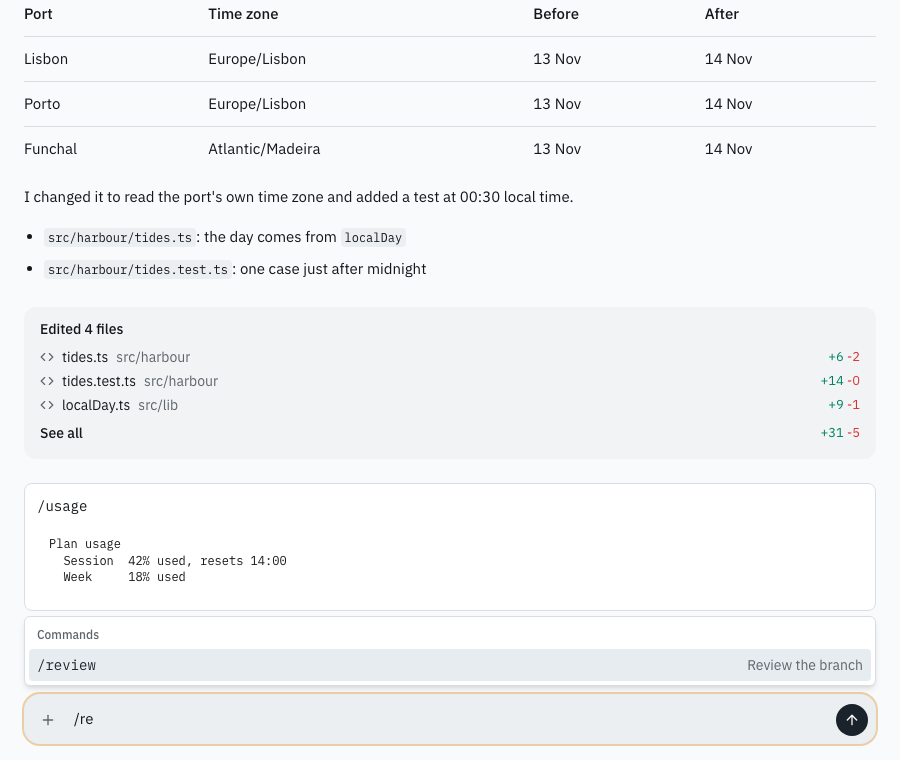 Port Time zone Before After
Lisbon Europe/Lisbon 13 Nov 14 Nov
Porto Europe/Lisbon 13 Nov 14 Nov
Funchal Atlantic/Madeira 13 Nov 14 Nov
I changed it to read the port's own time zone and added a test at 00:30 local time.
src/harbour/tides.ts: the day comes from localDay
src/harbour/tides.test.ts: one case just after midnight
Edited 4 files
tides.ts src/harbour +6 -2
tides.test.ts src/harbour +14 -0
localDay.ts src/lib +9 -1
See all +31 -5
/usage
Plan usage
Session 42% used, resets 14:00
Week 18% used
Commands
/review Review the branch
/re